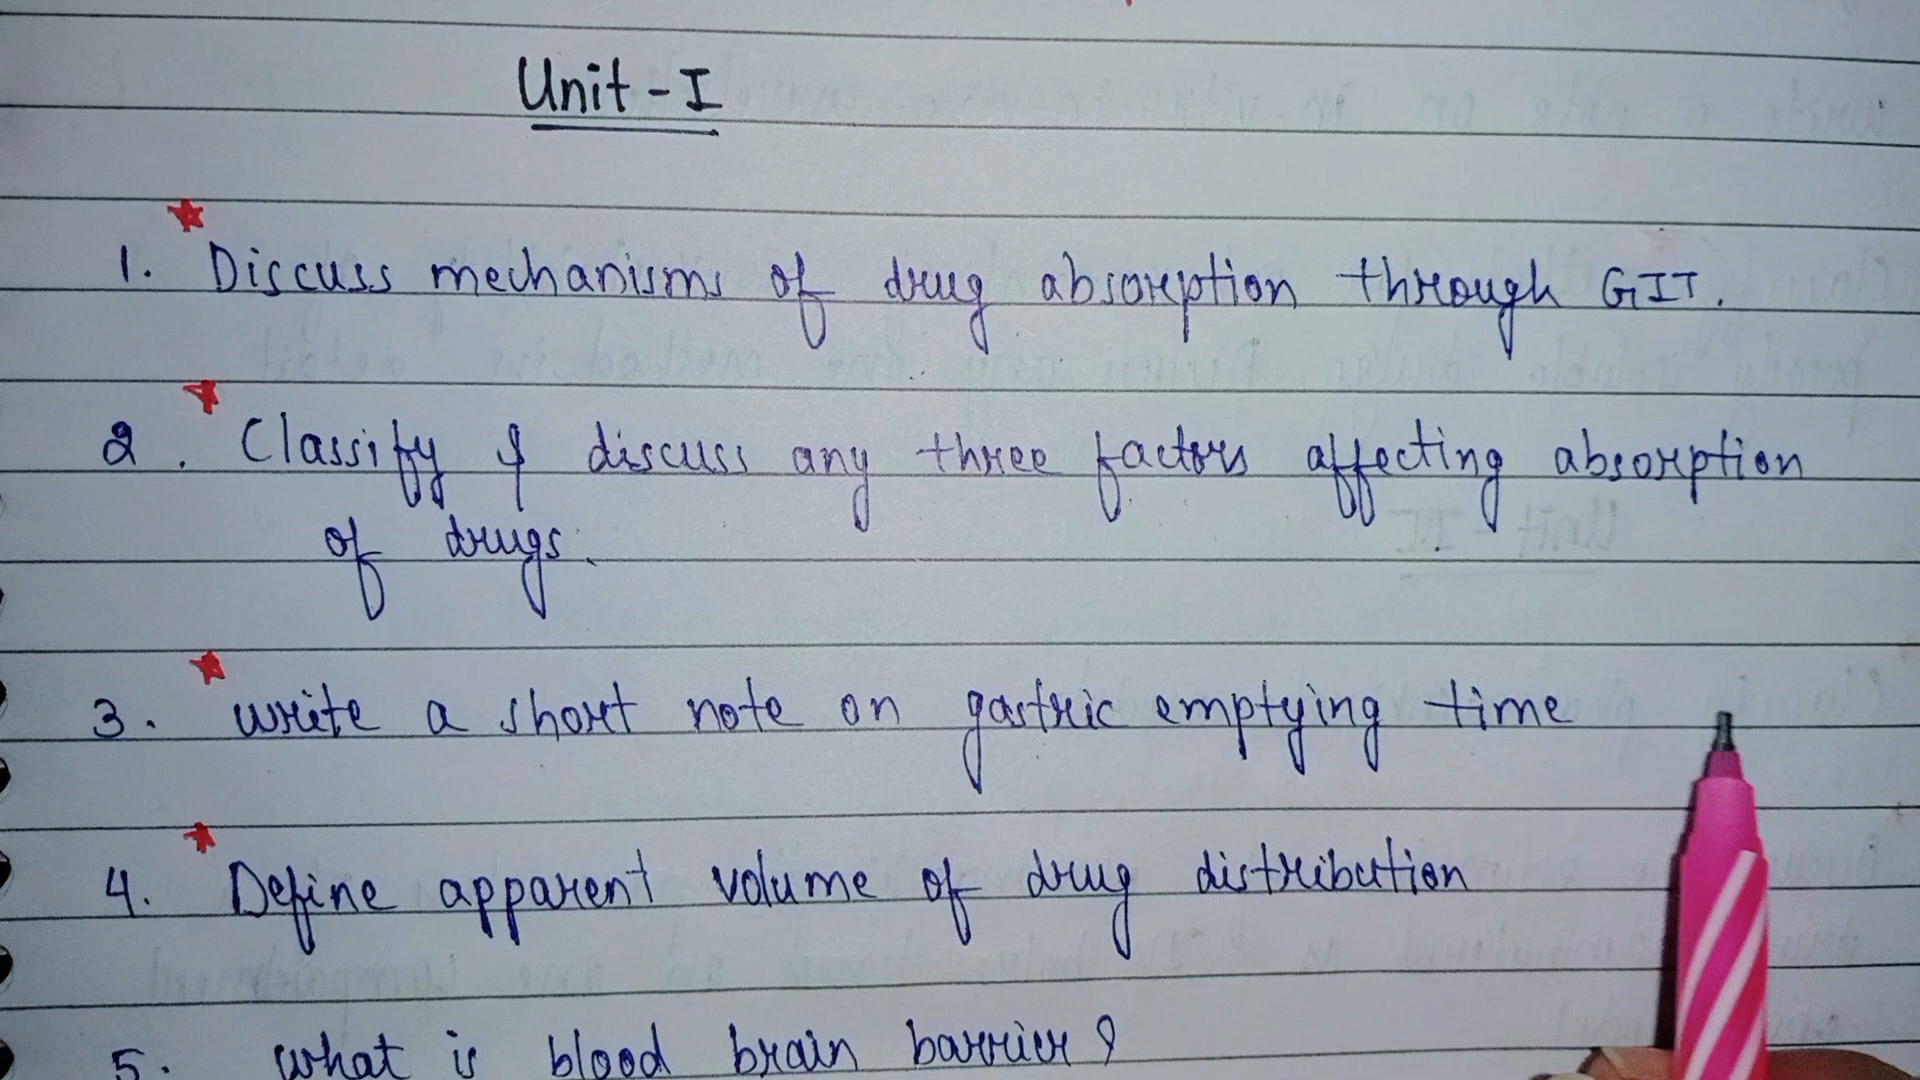 Unit - I
1. Discuss mechanisms of drug absorption through GIT.
2. Classify & discuss any three factors affecting absorption
of drugs.
3. write a short note on gastric emptying time
4. Define apparent volume of drug distribution
5. what is blood brain barrier?